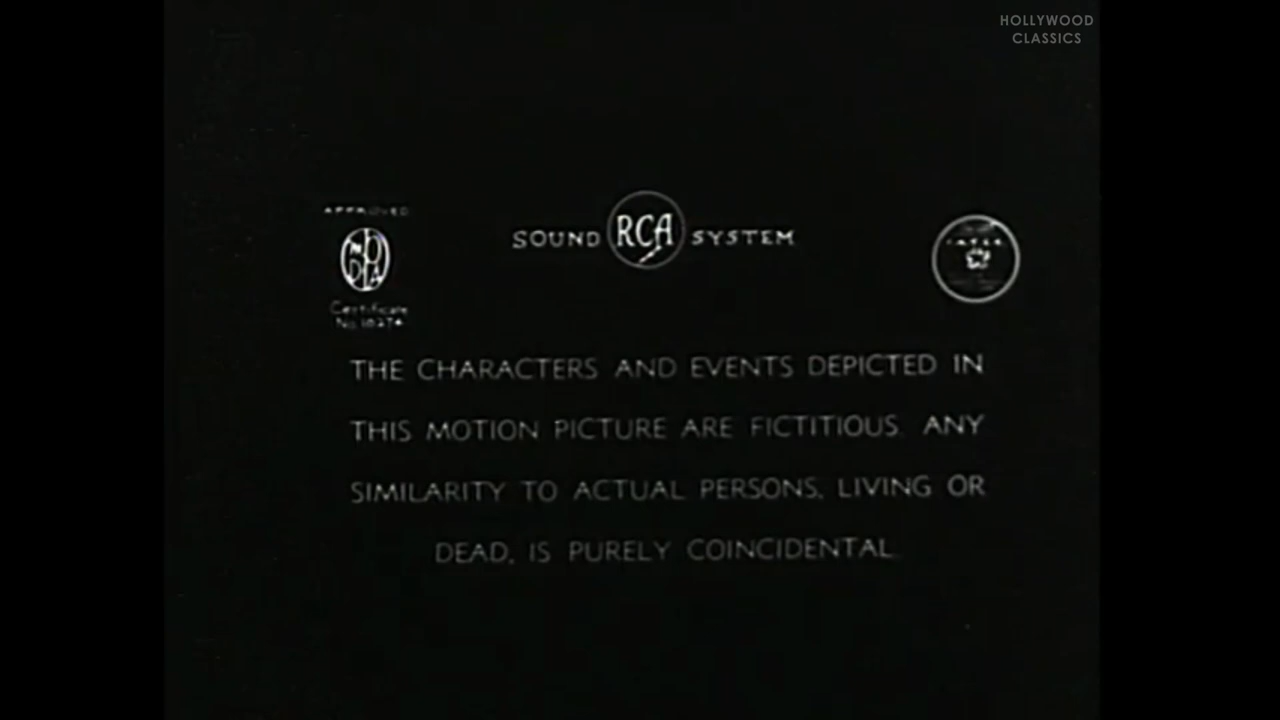 HOLLYWOOD
CLASSICS
APPROVED
SOUND RCA SYSTEM
Certificate
No.
THE CHARACTERS AND EVENTS DEPICTED IN
THIS MOTION PICTURE ARE FICTITIOUS. ANY
SIMILARITY TO ACTUAL PERSONS, LIVING OR
DEAD, IS PURELY COINCIDENTAL.